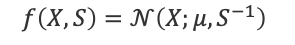 f(X, S) = 𝒩(X; μ, S⁻¹)